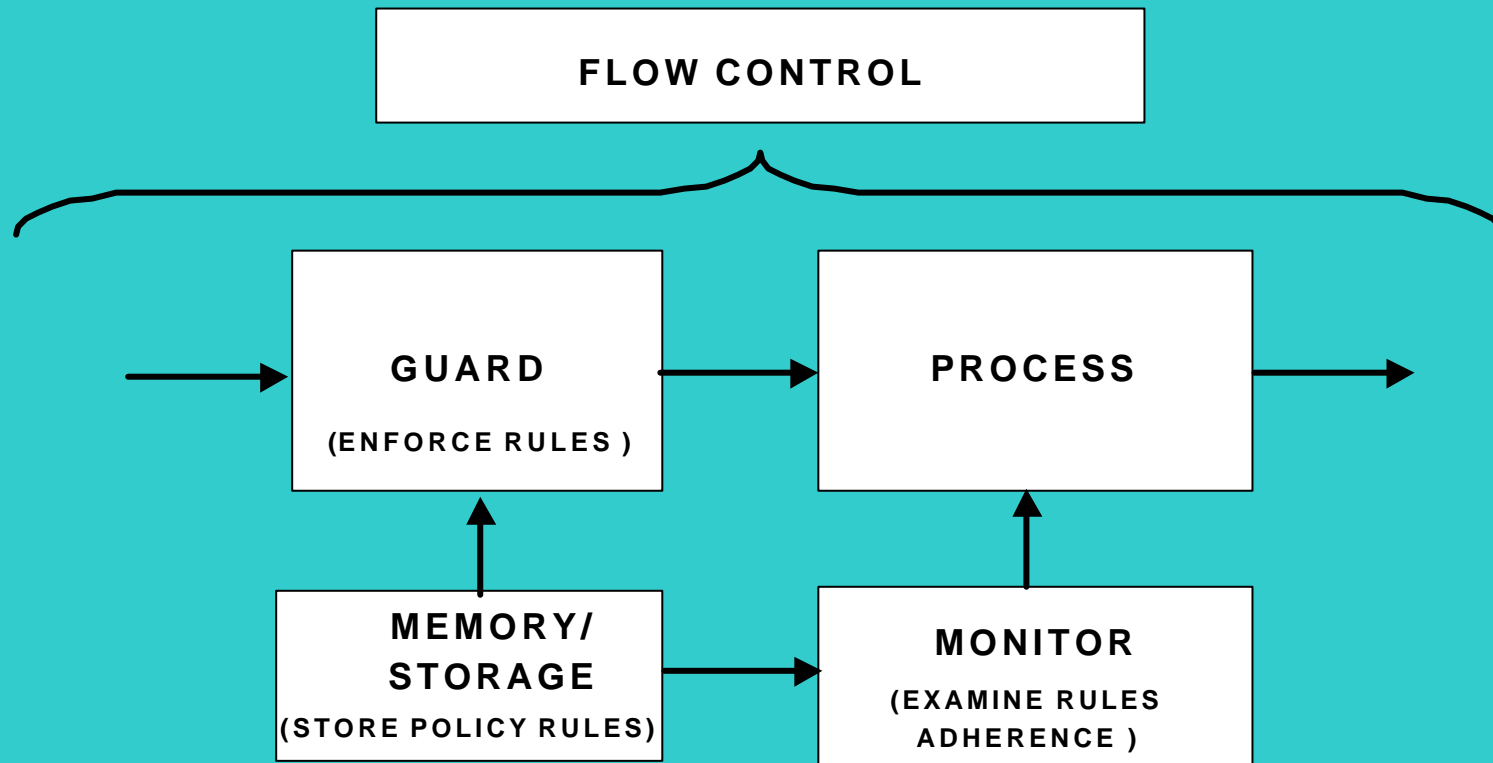 FLOW CONTROL
GUARD
(ENFORCE RULES )
PROCESS
MEMORY/
STORAGE
(STORE POLICY RULES)
MONITOR
(EXAMINE RULES
ADHERENCE )